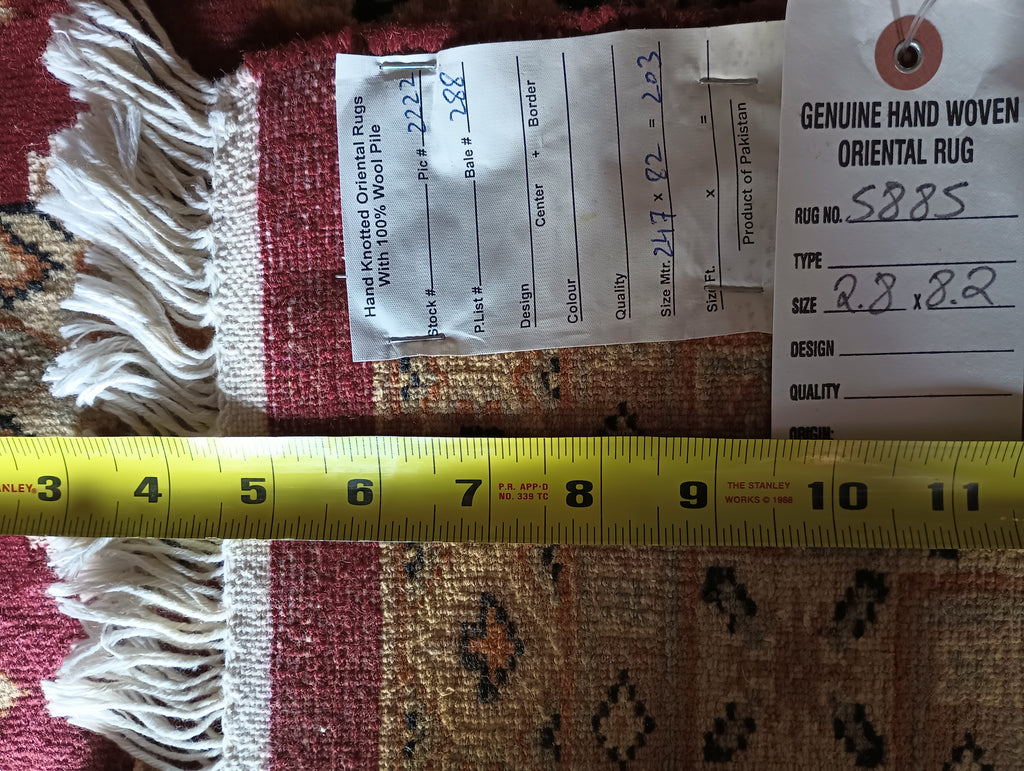 Hand Knotted Oriental Rugs
With 100% Wool Pile
Stock # Pic # 2222
P.List # Bale # 288
Design Center + Border
Colour
Quality
Size Mtr. 247 x 82 = 203
Size Ft. x =
Product of Pakistan
GENUINE HAND WOVEN
ORIENTAL RUG
RUG NO. 5885
TYPE
SIZE 2.8 x 8.2
DESIGN
QUALITY
ORIGIN:
ANLEY® 3 4 5 6 7 8 9 10 11
P.R. APP·D
NO. 339 TC
THE STANLEY
WORKS © 1988